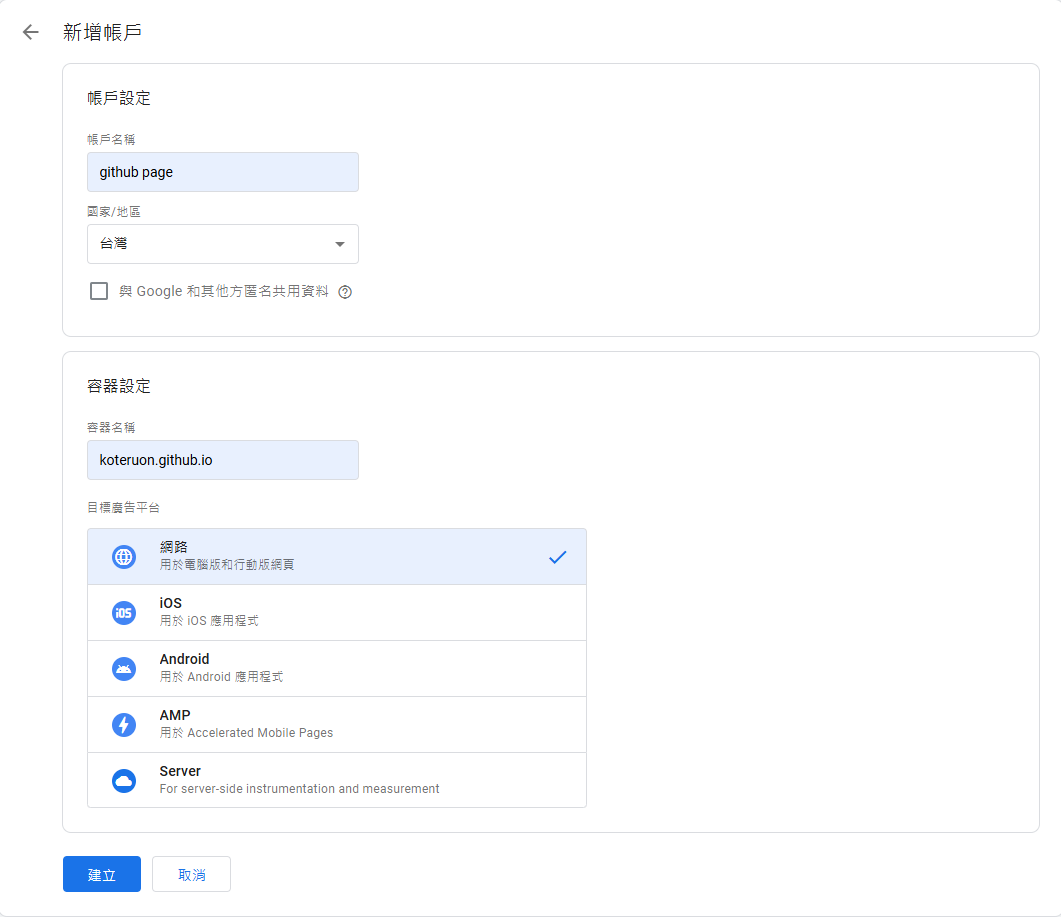 新增帳戶
帳戶設定
帳戶名稱
github page
國家/地區
台灣
與 Google 和其他方匿名共用資料
容器設定
容器名稱
koteruon.github.io
目標廣告平台
網路
用於電腦版和行動版網頁
iOS
iOS
用於 iOS 應用程式
Android
用於 Android 應用程式
AMP
用於 Accelerated Mobile Pages
Server
For server-side instrumentation and measurement
建立
取消